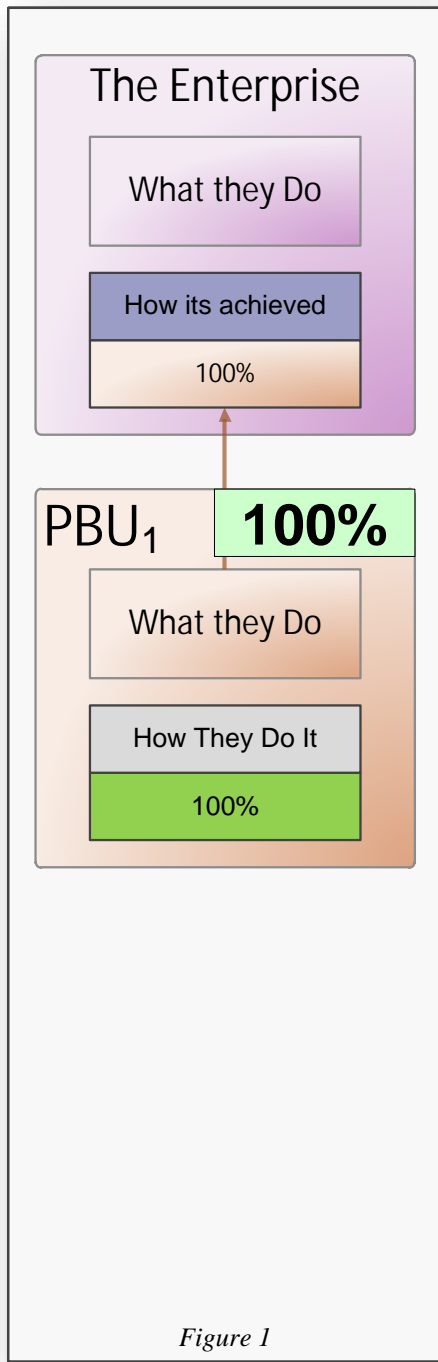 The Enterprise
What they Do
How its achieved
100%
PBU₁
100%
What they Do
How They Do It
100%
Figure 1